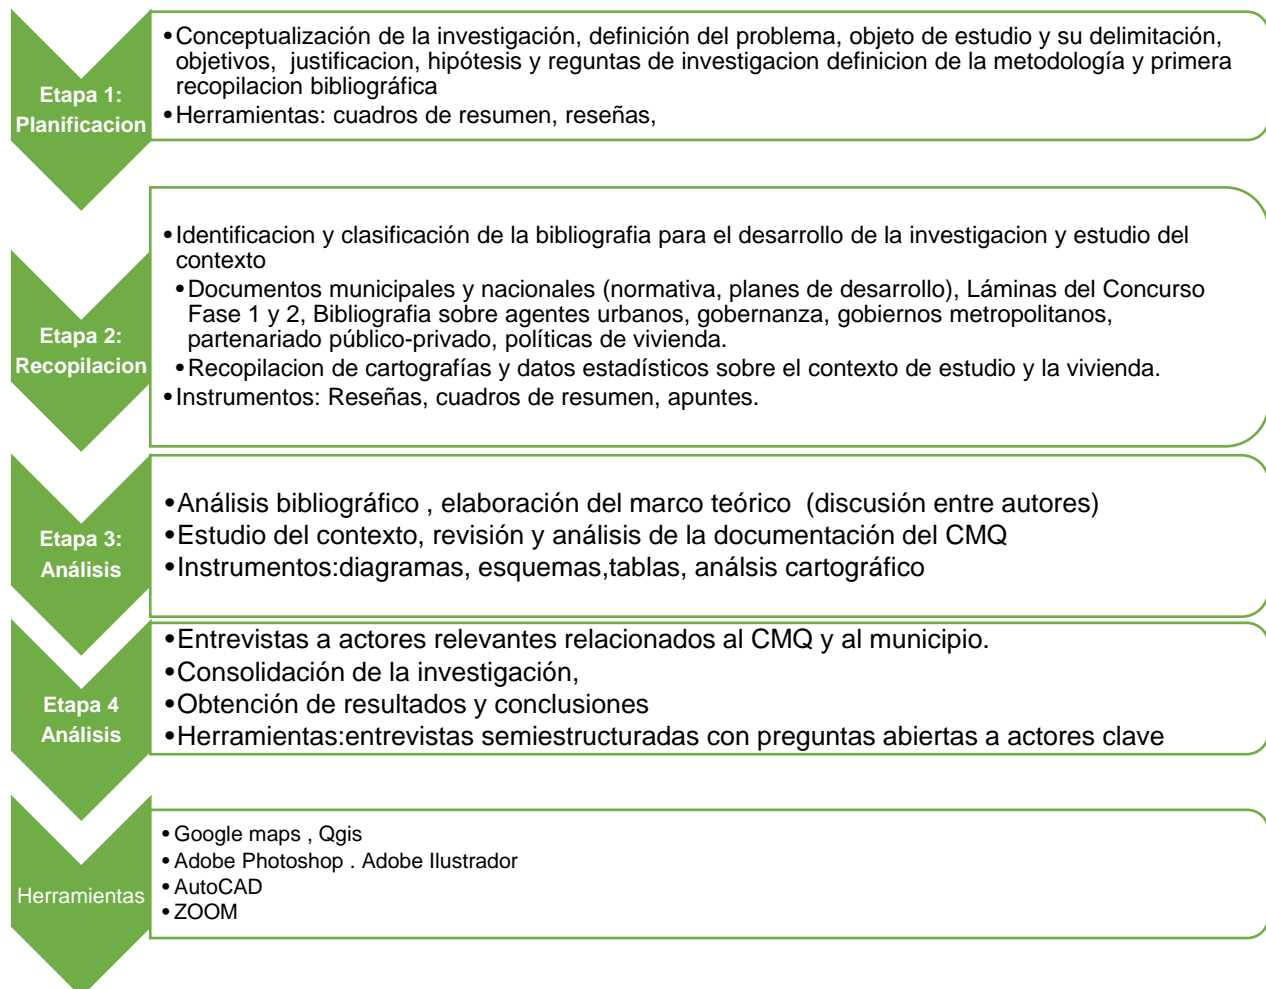 Etapa 1:
Planificacion
•Conceptualización de la investigación, definición del problema, objeto de estudio y su delimitación,
objetivos, justificacion, hipótesis y reguntas de investigacion definicion de la metodología y primera
recopilacion bibliográfica
•Herramientas: cuadros de resumen, reseñas,
Etapa 2:
Recopilacion
•Identificacion y clasificación de la bibliografia para el desarrollo de la investigacion y estudio del
contexto
•Documentos municipales y nacionales (normativa, planes de desarrollo), Láminas del Concurso
Fase 1 y 2, Bibliografia sobre agentes urbanos, gobernanza, gobiernos metropolitanos,
partenariado público-privado, políticas de vivienda.
•Recopilacion de cartografías y datos estadísticos sobre el contexto de estudio y la vivienda.
•Instrumentos: Reseñas, cuadros de resumen, apuntes.
Etapa 3:
Análisis
•Análisis bibliográfico , elaboración del marco teórico (discusión entre autores)
•Estudio del contexto, revisión y análisis de la documentación del CMQ
•Instrumentos:diagramas, esquemas,tablas, análsis cartográfico
Etapa 4
Análisis
•Entrevistas a actores relevantes relacionados al CMQ y al municipio.
•Consolidación de la investigación,
•Obtención de resultados y conclusiones
•Herramientas:entrevistas semiestructuradas con preguntas abiertas a actores clave
Herramientas
•Google maps , Qgis
•Adobe Photoshop . Adobe Ilustrador
•AutoCAD
•ZOOM